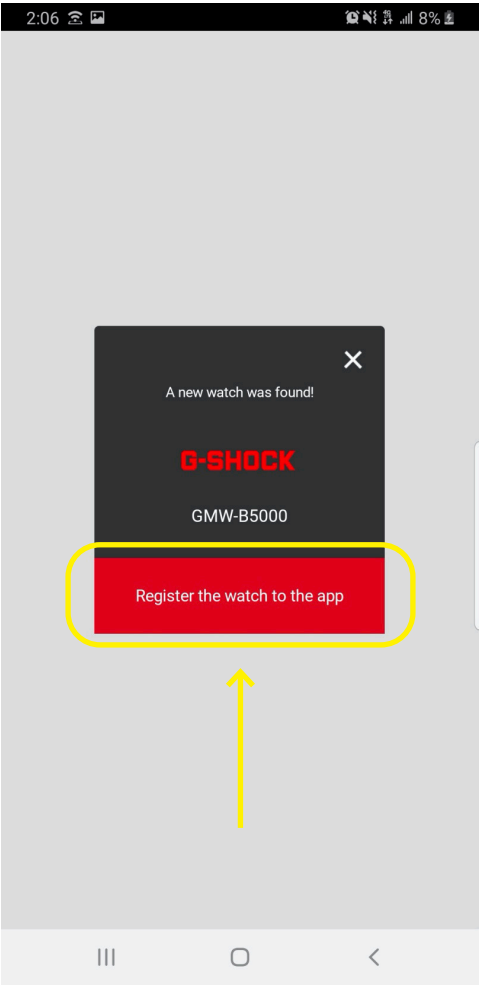 2:06 8%
A new watch was found!
G-SHOCK
GMW-B5000
Register the watch to the app